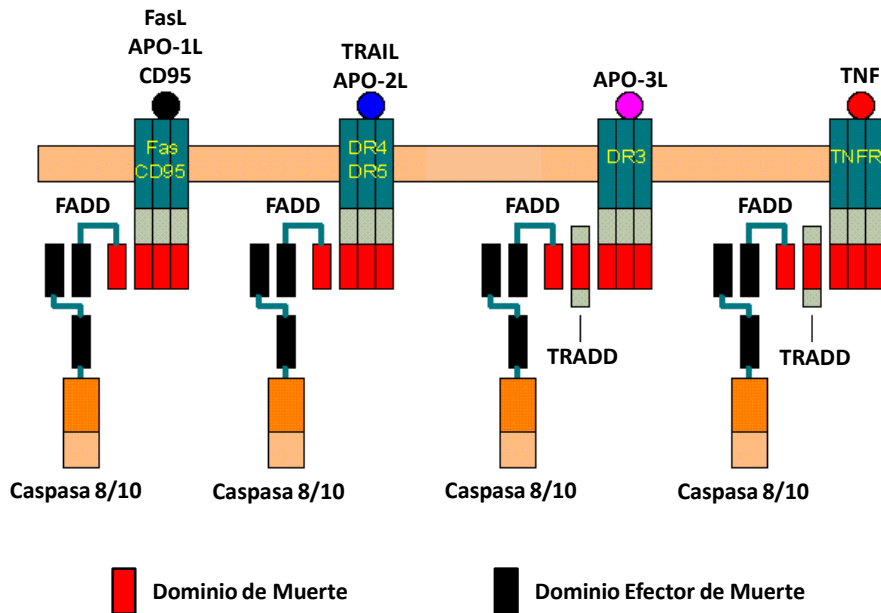 FasL
APO-1L
CD95
TRAIL
APO-2L
APO-3L
TNF
Fas
CD95
DR4
DR5
DR3
TNFR
FADD
FADD
FADD
FADD
TRADD
TRADD
Caspasa 8/10
Caspasa 8/10
Caspasa 8/10
Caspasa 8/10
Dominio de Muerte
Dominio Efector de Muerte